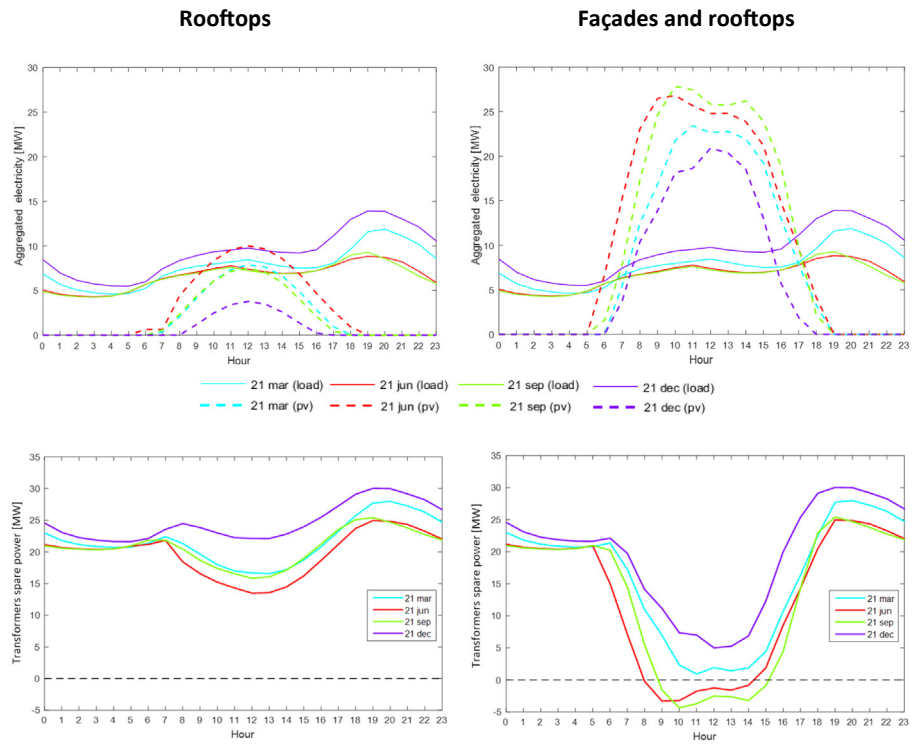 Rooftops
Façades and rooftops
Aggregated electricity [MW]
30
25
20
15
10
5
0
0 1 2 3 4 5 6 7 8 9 10 11 12 13 14 15 16 17 18 19 20 21 22 23
Hour
Aggregated electricity [MW]
30
25
20
15
10
5
0
0 1 2 3 4 5 6 7 8 9 10 11 12 13 14 15 16 17 18 19 20 21 22 23
Hour
21 mar (load) 21 jun (load) 21 sep (load) 21 dec (load)
21 mar (pv) 21 jun (pv) 21 sep (pv) 21 dec (pv)
Transformers spare power [MW]
35
30
25
20
15
10
5
0
-5
21 mar
21 jun
21 sep
21 dec
0 1 2 3 4 5 6 7 8 9 10 11 12 13 14 15 16 17 18 19 20 21 22 23
Hour
Transformers spare power [MW]
35
30
25
20
15
10
5
0
-5
21 mar
21 jun
21 sep
21 dec
0 1 2 3 4 5 6 7 8 9 10 11 12 13 14 15 16 17 18 19 20 21 22 23
Hour